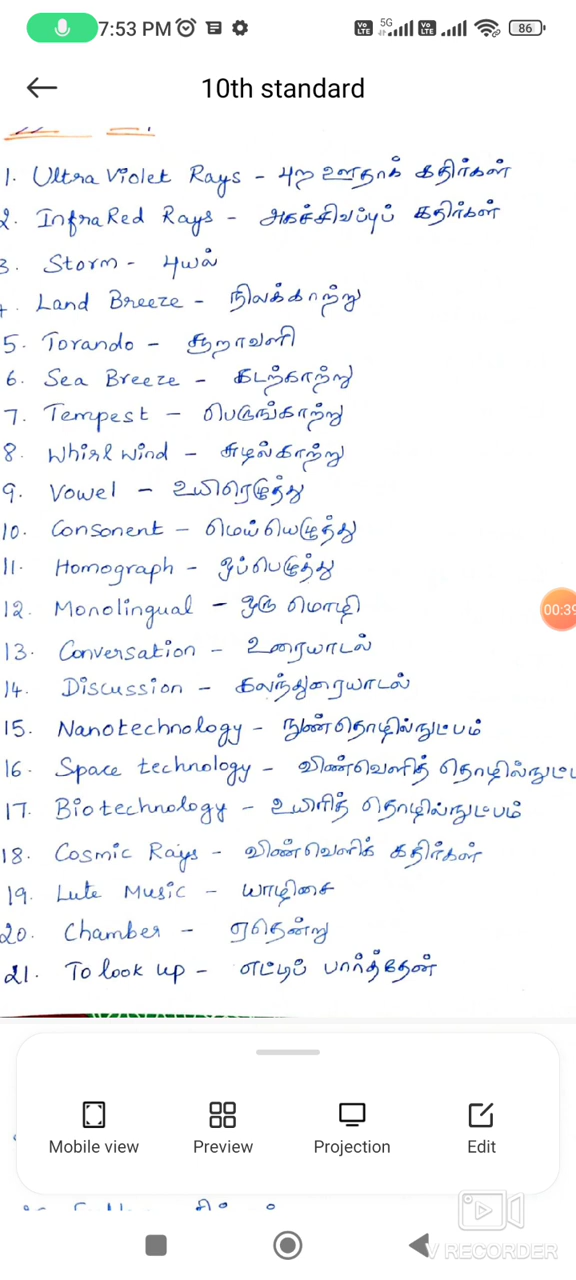 7:53 PM 5G 86
10th standard
1. Ultra Violet Rays - புற ஊதாக் கதிர்கள்
2. Infra Red Rays - அகச்சிவப்புப் கதிர்கள்
3. Storm - புயல்
Land Breeze - நிலக்காற்று
5. Torando - சூறாவளி
6. Sea Breeze - கடற்காற்று
7. Tempest - பெருங்காற்று
8. Whirl wind - சுழல்காற்று
9. Vowel - உயிரெழுத்து
10. Consonent - மெய்யெழுத்து
11. Homograph - ஒப்பெழுத்து
12. Monolingual - ஒரு மொழி
00:39
13. Conversation - உரையாடல்
14. Discussion - கலந்துரையாடல்
15. Nanotechnology - நுண்தொழில்நுட்பம்
16. Space technology - விண்வெளித் தொழில்நுட்ப
17. Biotechnology - உயிரித் தொழில்நுட்பம்
18. Cosmic Rays - விண்வெளிக் கதிர்கள்
19. Lute Music - யாழிசை
20. Chamber - ஏதென்று
21. To look up - எட்டிப் பார்த்தேன்
Mobile view Preview Projection Edit
V RECORDER